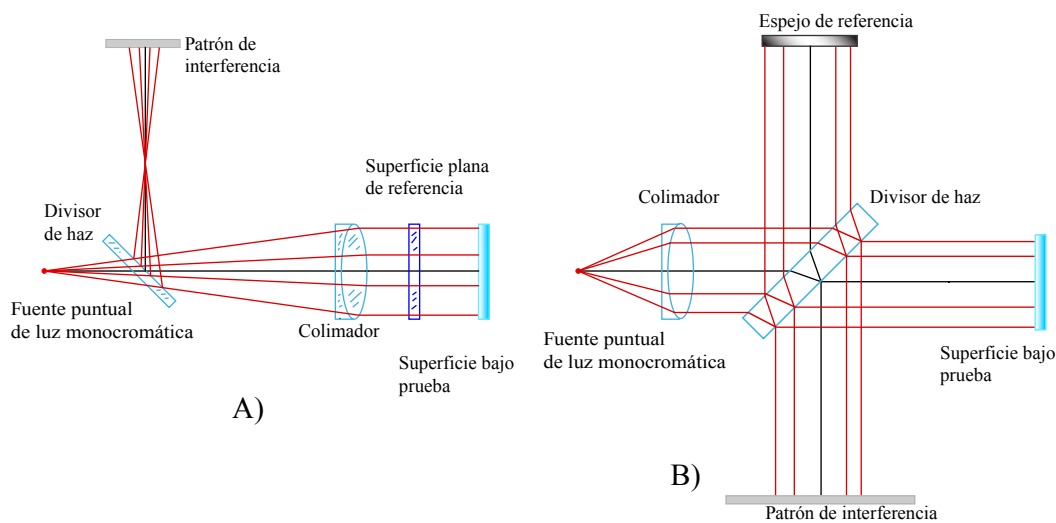 Patrón de
interferencia
Superficie plana
de referencia
Divisor
de haz
Fuente puntual
de luz monocromática
Colimador
Superficie bajo
prueba
A)
Espejo de referencia
Colimador
Divisor de haz
Fuente puntual
de luz monocromática
Superficie bajo
prueba
B)
Patrón de interferencia